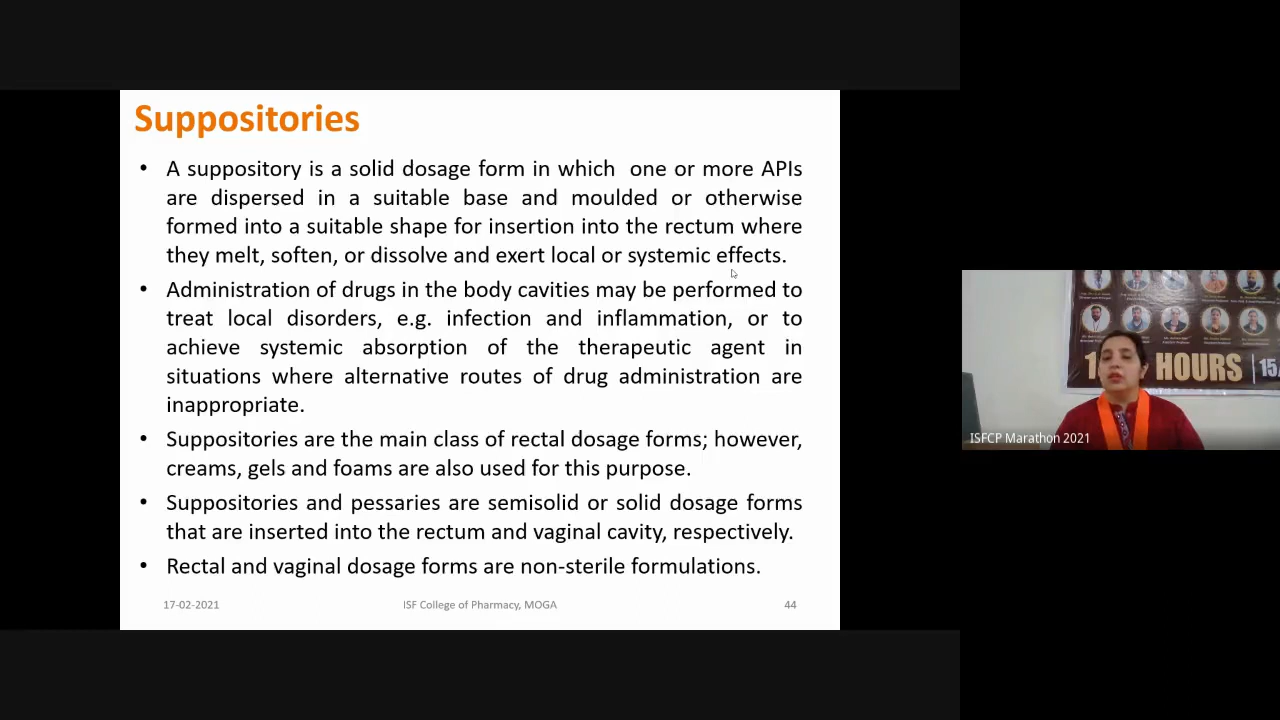 Suppositories
• A suppository is a solid dosage form in which one or more APIs
are dispersed in a suitable base and moulded or otherwise
formed into a suitable shape for insertion into the rectum where
they melt, soften, or dissolve and exert local or systemic effects.
• Administration of drugs in the body cavities may be performed to
treat local disorders, e.g. infection and inflammation, or to
achieve systemic absorption of the therapeutic agent in
situations where alternative routes of drug administration are
inappropriate.
• Suppositories are the main class of rectal dosage forms; however,
creams, gels and foams are also used for this purpose.
• Suppositories and pessaries are semisolid or solid dosage forms
that are inserted into the rectum and vaginal cavity, respectively.
• Rectal and vaginal dosage forms are non-sterile formulations.
17-02-2021 ISF College of Pharmacy, MOGA 44
HOURS 15
ISFCP Marathon 2021